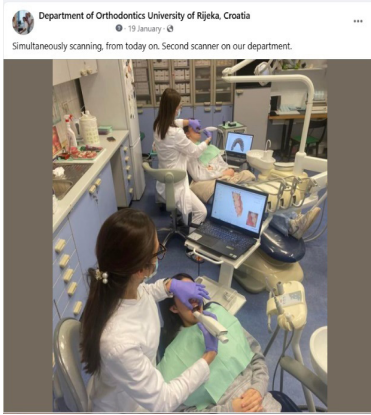 Department of Orthodontics University of Rijeka, Croatia
19 January ·
Simultaneously scanning, from today on. Second scanner on our department.